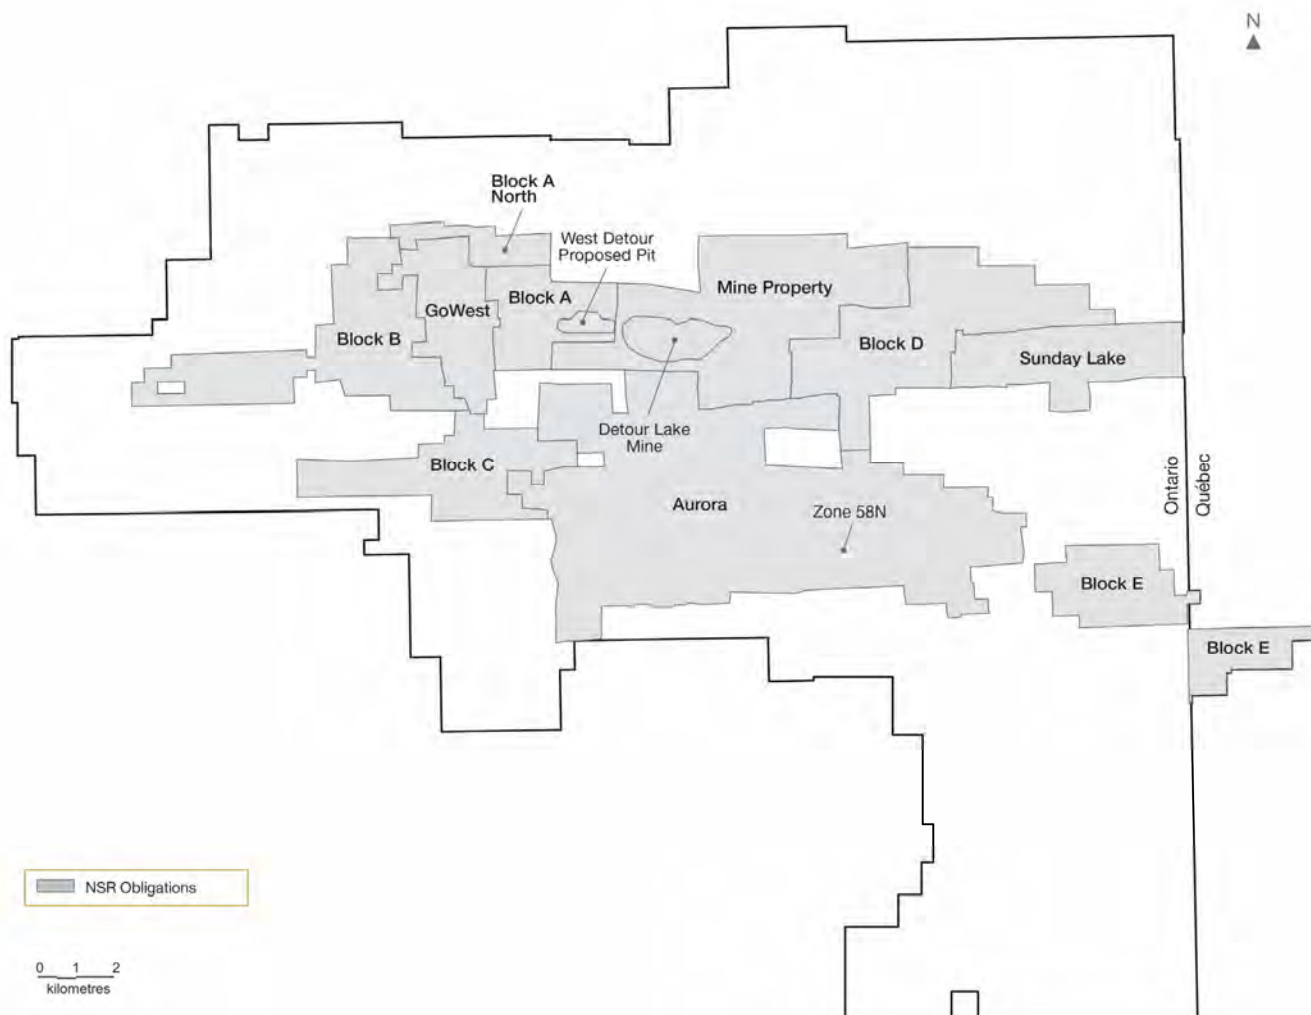 N
Block A
North
West Detour
Proposed Pit
Mine Property
Block A
GoWest
Block B
Block D
Sunday Lake
Detour Lake
Mine
Block C
Aurora
Zone 58N
Ontario
Québec
Block E
Block E
NSR Obligations
0 1 2
kilometres